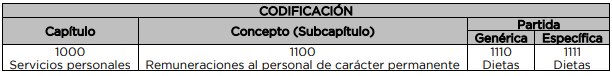 CODIFICACIÓN
Capítulo Concepto (Subcapítulo) Partida
Genérica Específica
1000 1100 1110 1111
Servicios personales Remuneraciones al personal de carácter permanente Dietas Dietas